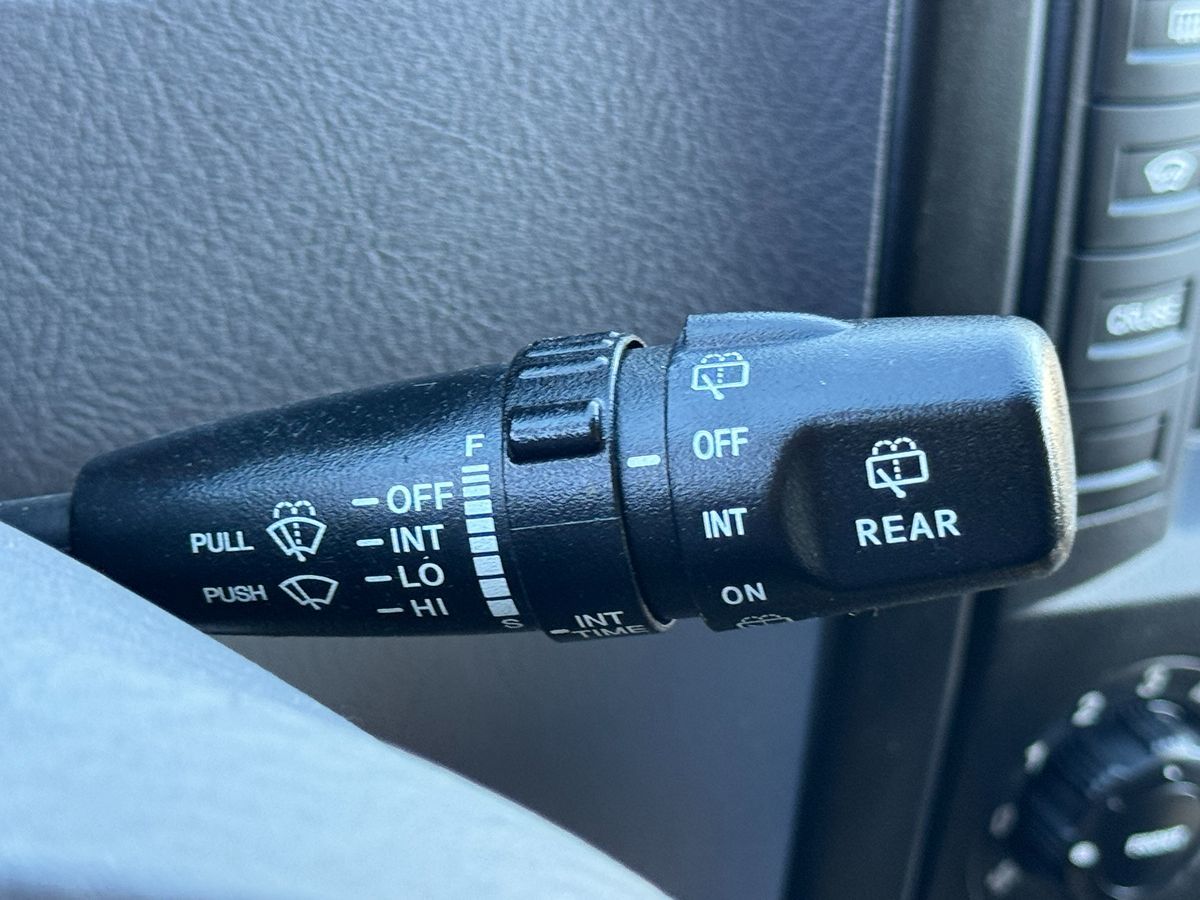 F
PULL
OFF
INT
LO
PUSH
HI
S
INT
TIME
OFF
INT
ON
REAR
CRUISE